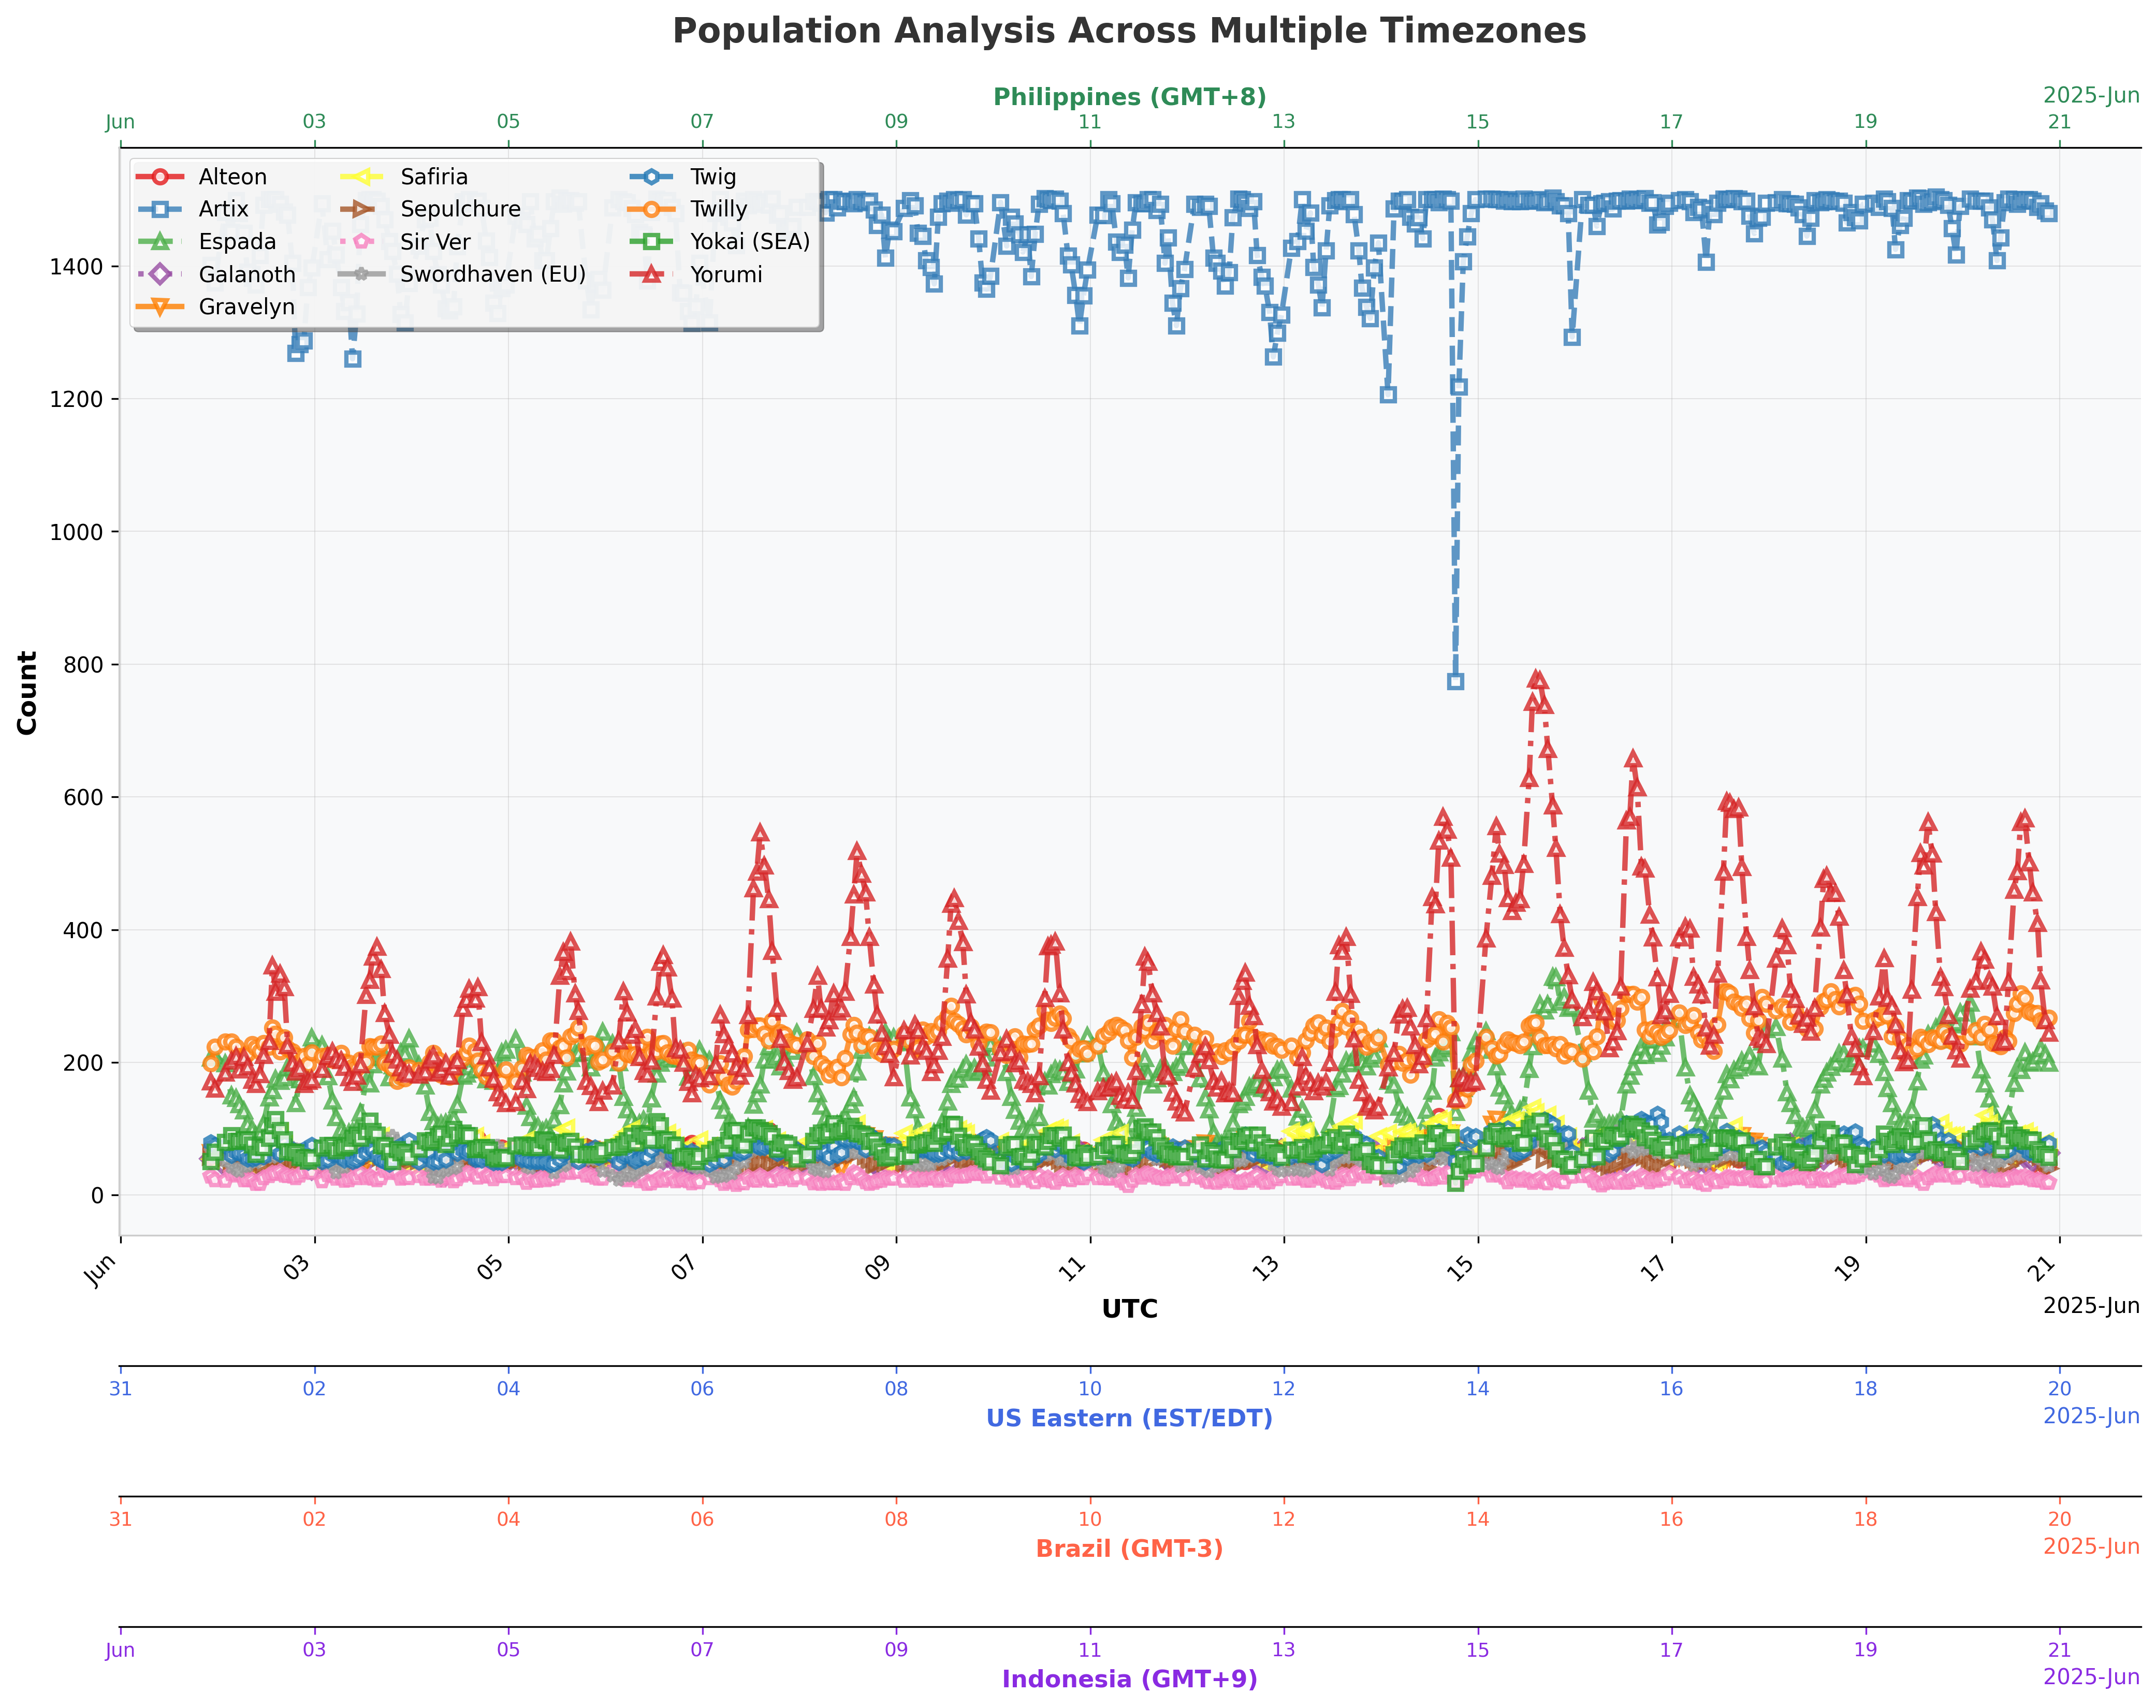 Population Analysis Across Multiple Timezones
Philippines (GMT+8)
2025-Jun
Jun 03 05 07 09 11 13 15 17 19 21
Alteon Safiria Twig
Artix Sepulchure Twilly
Espada Sir Ver Yokai (SEA)
Galanoth Swordhaven (EU) Yorumi
Gravelyn
1400
1200
1000
800
600
400
200
0
Count
Jun 03 05 07 09 11 13 15 17 19 21
UTC
2025-Jun
31 02 04 06 08 10 12 14 16 18 20
US Eastern (EST/EDT)
2025-Jun
31 02 04 06 08 10 12 14 16 18 20
Brazil (GMT-3)
2025-Jun
Jun 03 05 07 09 11 13 15 17 19 21
Indonesia (GMT+9)
2025-Jun